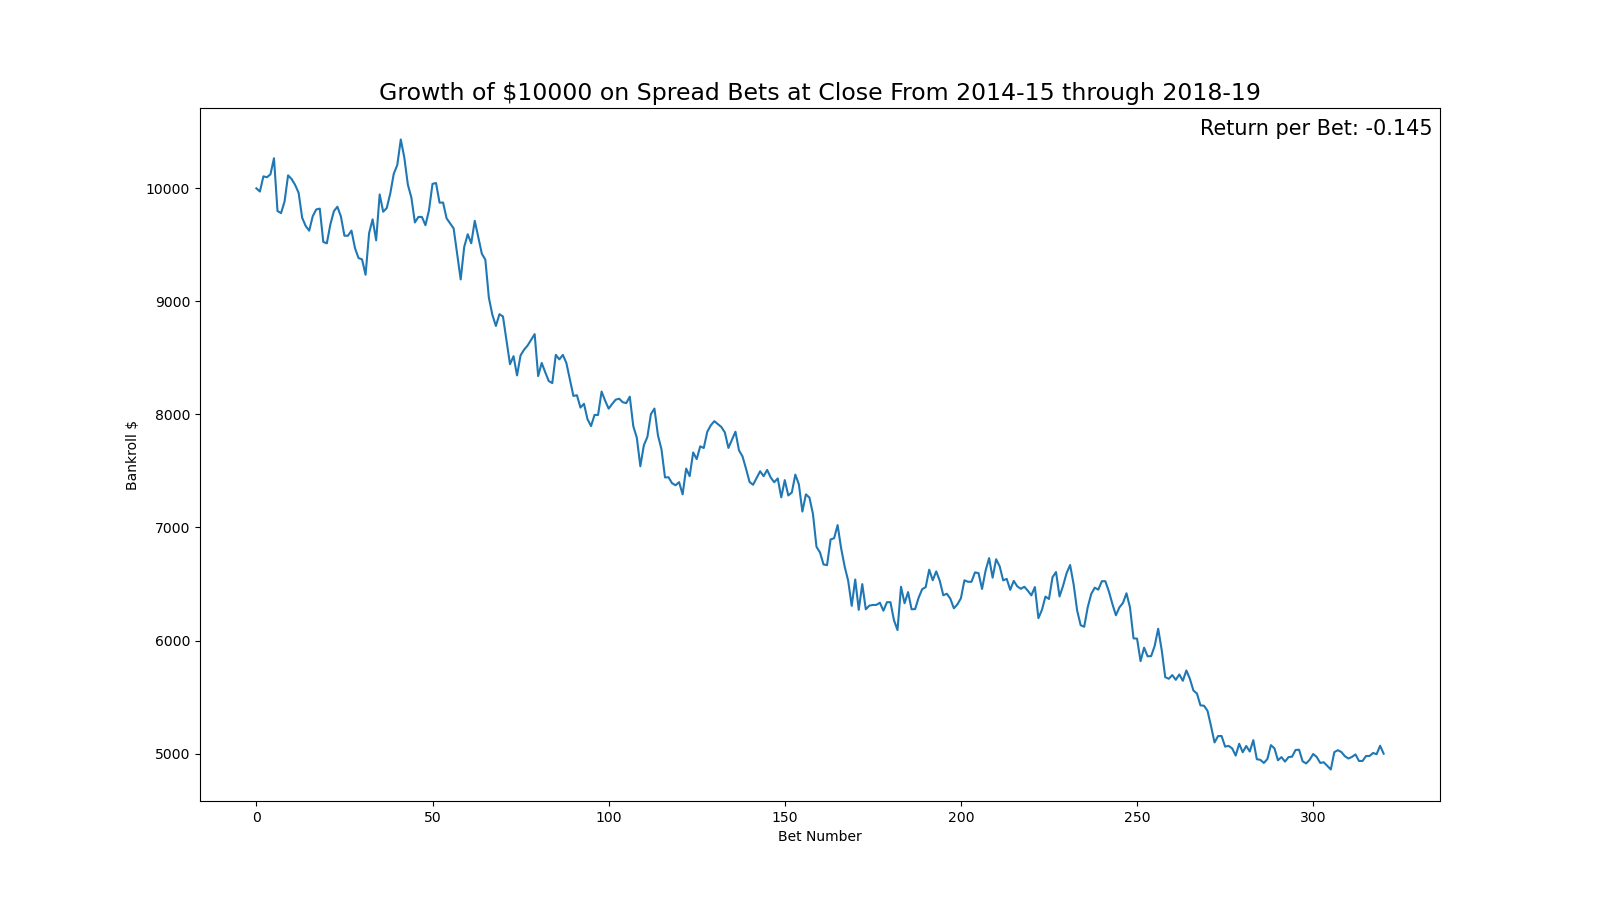 Growth of $10000 on Spread Bets at Close From 2014-15 through 2018-19
Return per Bet: -0.145
10000
9000
8000
7000
6000
5000
Bankroll $
0 50 100 150 200 250 300
Bet Number